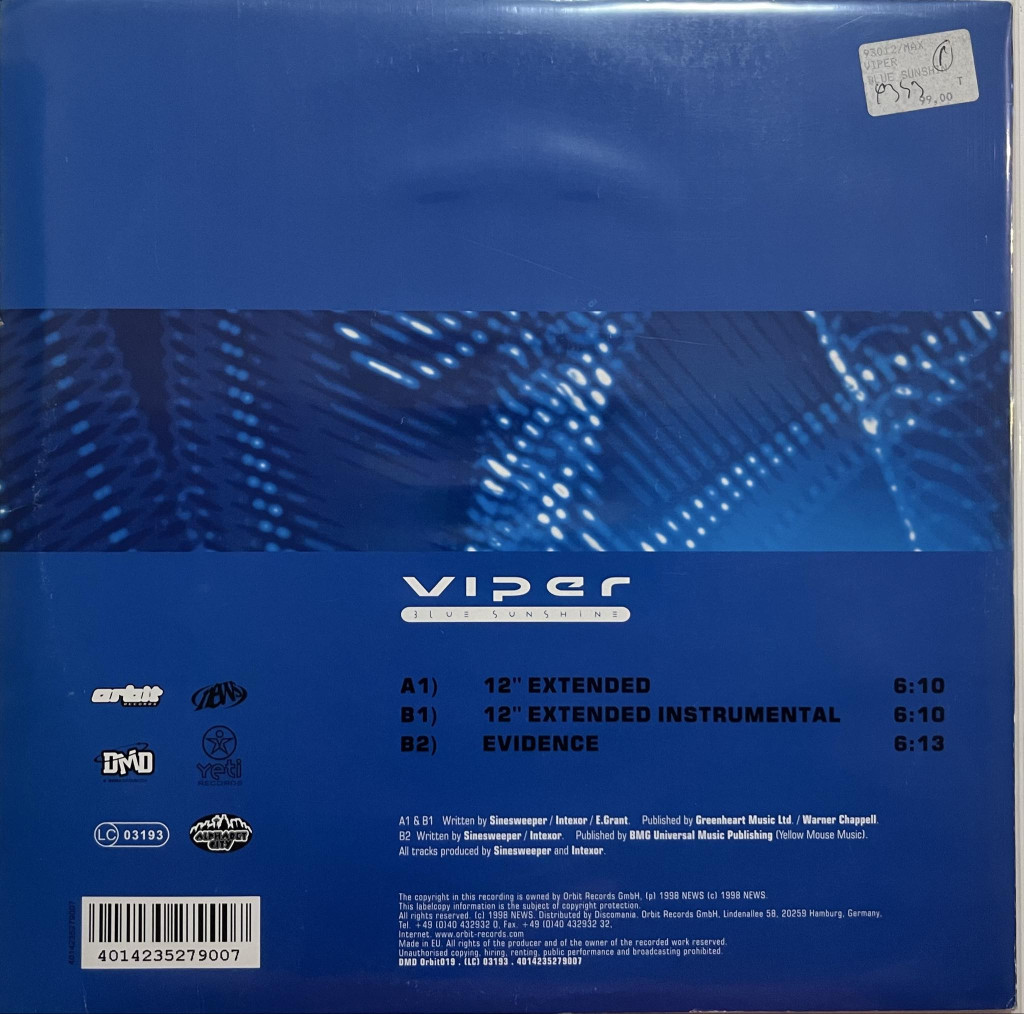 93012/MAX
VIPER
BLUE SUNSHIN
T
99,00
VIPER
BLUE SUNSHINE
A1) 12" EXTENDED 6:10
B1) 12" EXTENDED INSTRUMENTAL 6:10
B2) EVIDENCE 6:13
orbit
RECORDS
DMD
Yeti
RECORDS
LC 03193
ALPHABET
CITY
A1 & B1 Written by Sinesweeper / Intexor / E.Grant. Published by Greenheart Music Ltd. / Warner Chappell.
B2 Written by Sinesweeper / Intexor. Published by BMG Universal Music Publishing (Yellow Mouse Music).
All tracks produced by Sinesweeper and Intexor.
The copyright in this recording is owned by Orbit Records GmbH, (p) 1998 NEWS (c) 1998 NEWS.
This labelcopy information is the subject of copyright protection.
All rights reserved. (c) 1998 NEWS. Distributed by Discomania. Orbit Records GmbH, Lindenallee 58, 20259 Hamburg, Germany,
Tel. +49 (0)40 432932 0, Fax. +49 (0)40 432932 32,
Internet. www.orbit-records.com
Made in EU. All rights of the producer and of the owner of the recorded work reserved.
Unauthorised copying, hiring, renting, public performance and broadcasting prohibited.
DMD Orbit019 . (LC) 03193 . 4014235279007
4014235279007
4014235279007